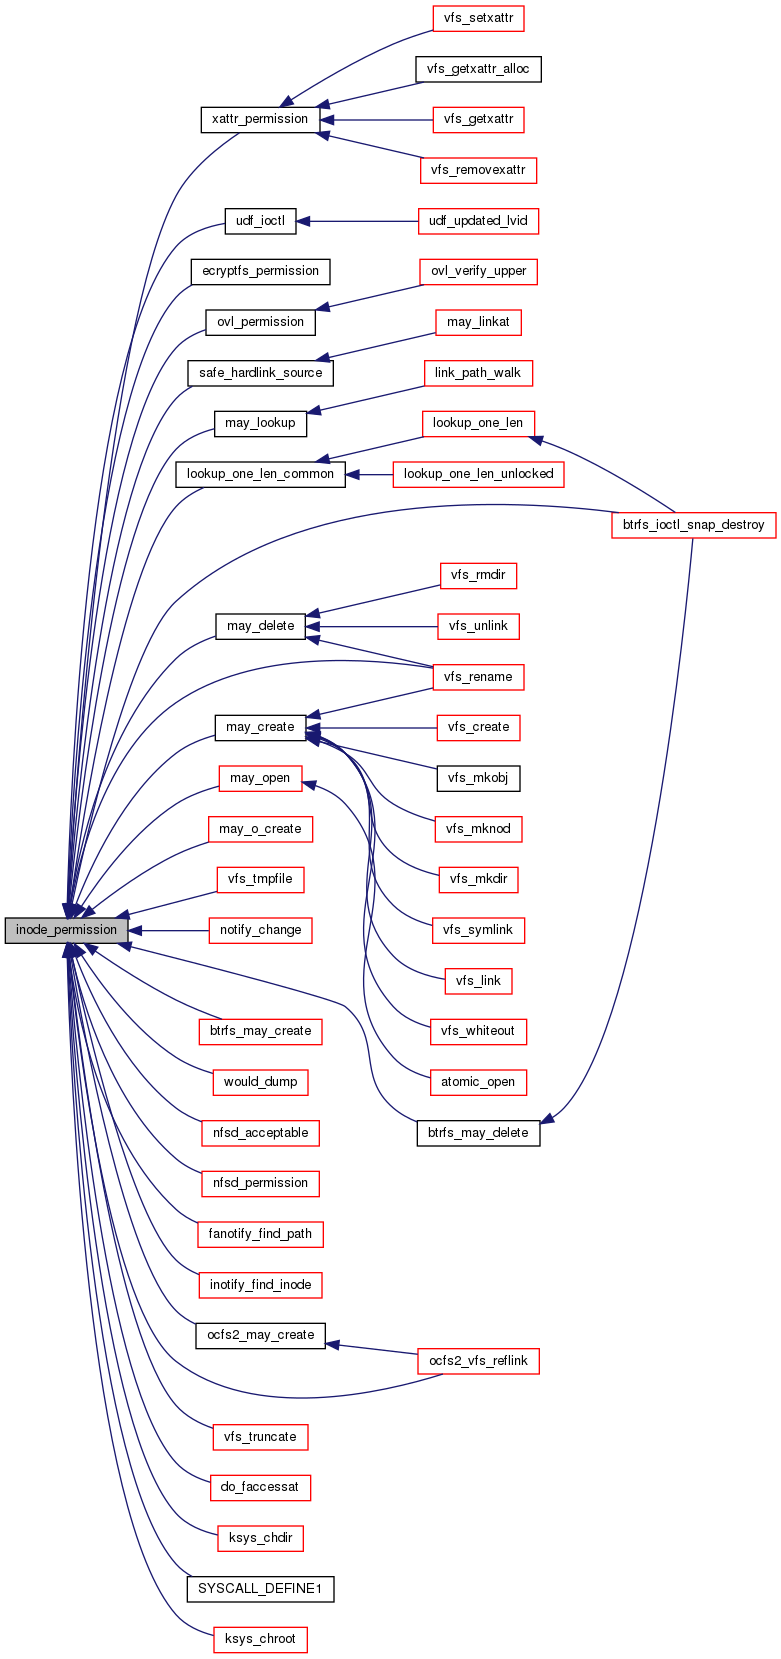 vfs_setxattr
vfs_getxattr_alloc
xattr_permission
vfs_getxattr
vfs_removexattr
udf_ioctl
udf_updated_lvid
ecryptfs_permission
ovl_verify_upper
ovl_permission
may_linkat
safe_hardlink_source
link_path_walk
may_lookup
lookup_one_len
lookup_one_len_common
lookup_one_len_unlocked
btrfs_ioctl_snap_destroy
vfs_rmdir
may_delete
vfs_unlink
vfs_rename
may_create
vfs_create
may_open
vfs_mkobj
may_o_create
vfs_mknod
vfs_tmpfile
vfs_mkdir
inode_permission
notify_change
vfs_symlink
vfs_link
btrfs_may_create
vfs_whiteout
would_dump
atomic_open
nfsd_acceptable
btrfs_may_delete
nfsd_permission
fanotify_find_path
inotify_find_inode
ocfs2_may_create
ocfs2_vfs_reflink
vfs_truncate
do_faccessat
ksys_chdir
SYSCALL_DEFINE1
ksys_chroot